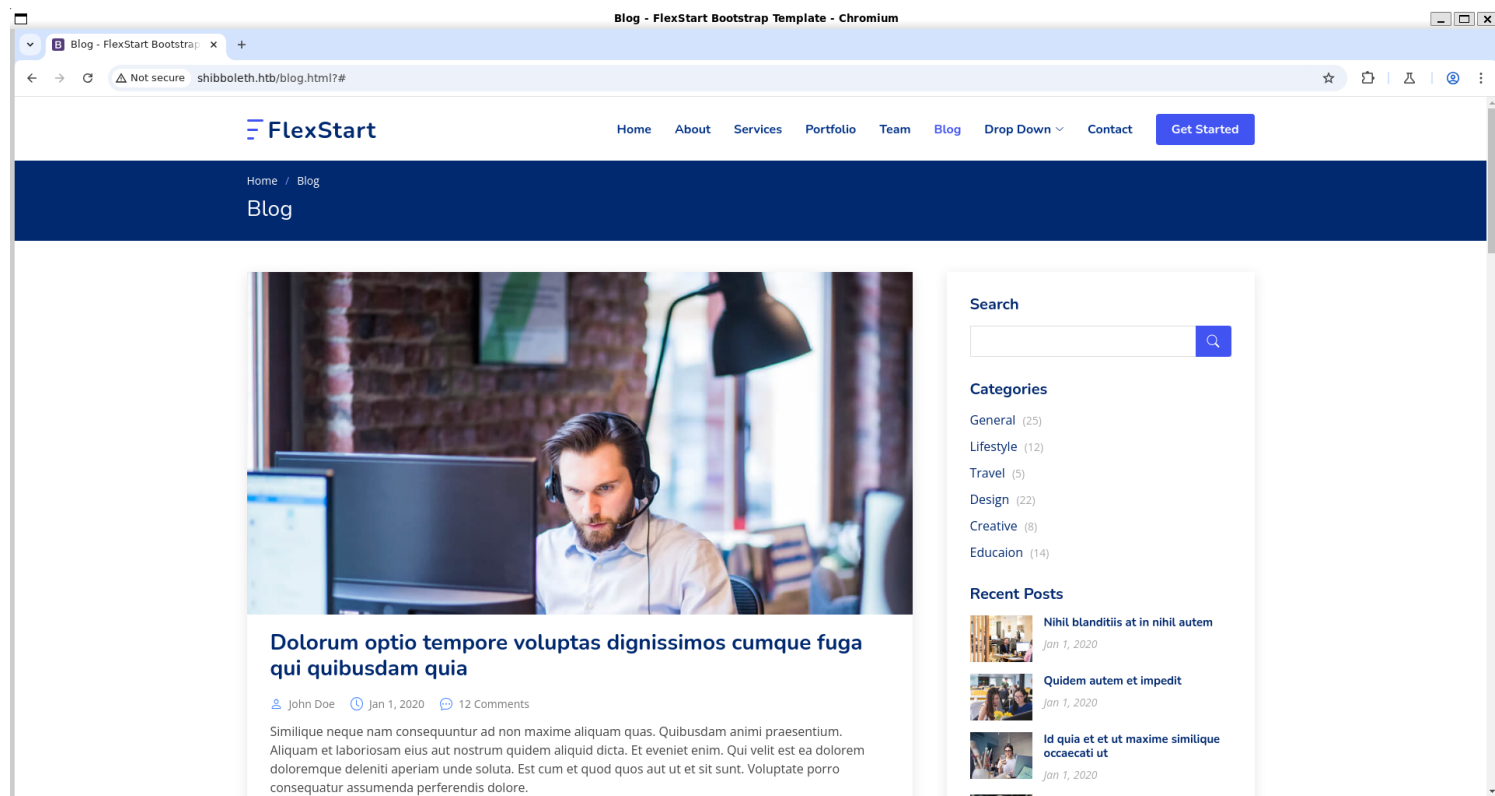 Blog - FlexStart Bootstrap Template - Chromium
Blog - FlexStart Bootstrap
Not secure shibboleth.htb/blog.html?#
FlexStart Home About Services Portfolio Team Blog Drop Down Contact Get Started
Home / Blog
Blog
Dolorum optio tempore voluptas dignissimos cumque fuga
qui quibusdam quia
John Doe Jan 1, 2020 12 Comments
Similique neque nam consequuntur ad non maxime aliquam quas. Quibusdam animi praesentium.
Aliquam et laboriosam eius aut nostrum quidem aliquid dicta. Et eveniet enim. Qui velit est ea dolorem
doloremque deleniti aperiam unde soluta. Est cum et quod quos aut ut et sit sunt. Voluptate porro
consequatur assumenda perferendis dolore.
Search
Categories
General (25)
Lifestyle (12)
Travel (5)
Design (22)
Creative (8)
Educaion (14)
Recent Posts
Nihil blanditiis at in nihil autem
Jan 1, 2020
Quidem autem et impedit
Jan 1, 2020
Id quia et et ut maxime similique
occaecati ut
Jan 1, 2020